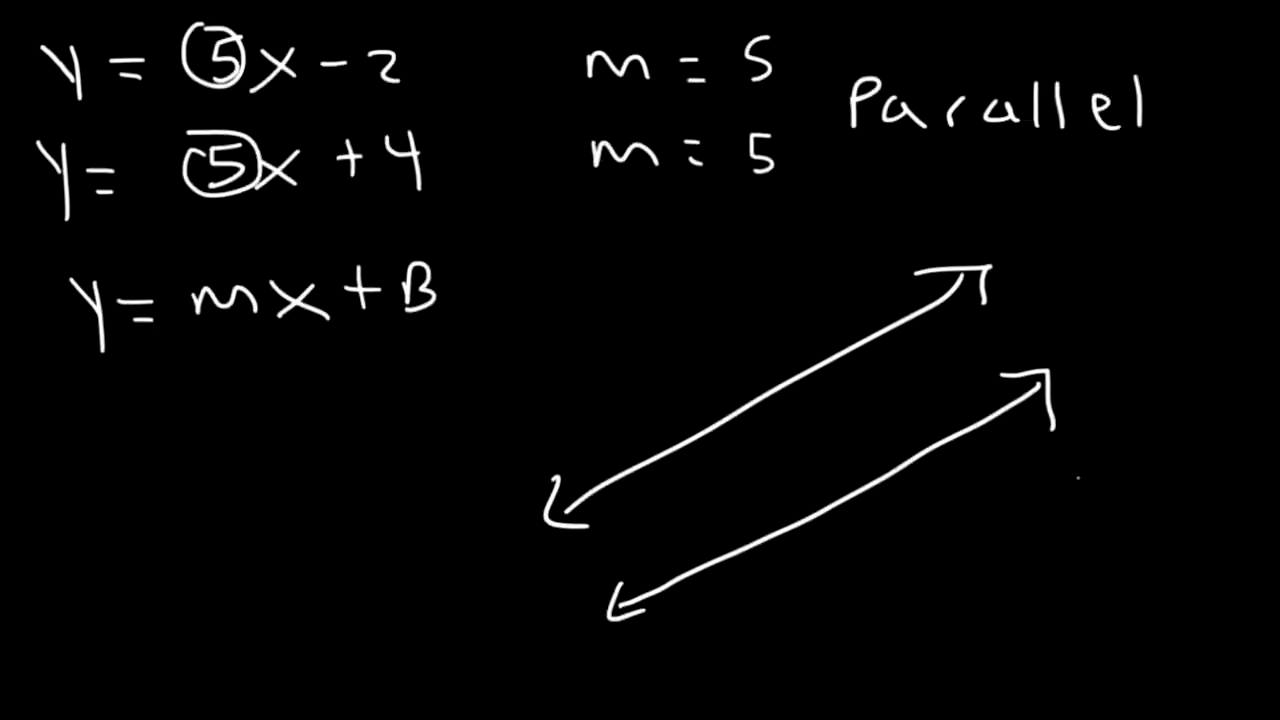 y = 5x - 2
m = 5
Parallel
y = 5x + 4
m = 5
y = mx + B